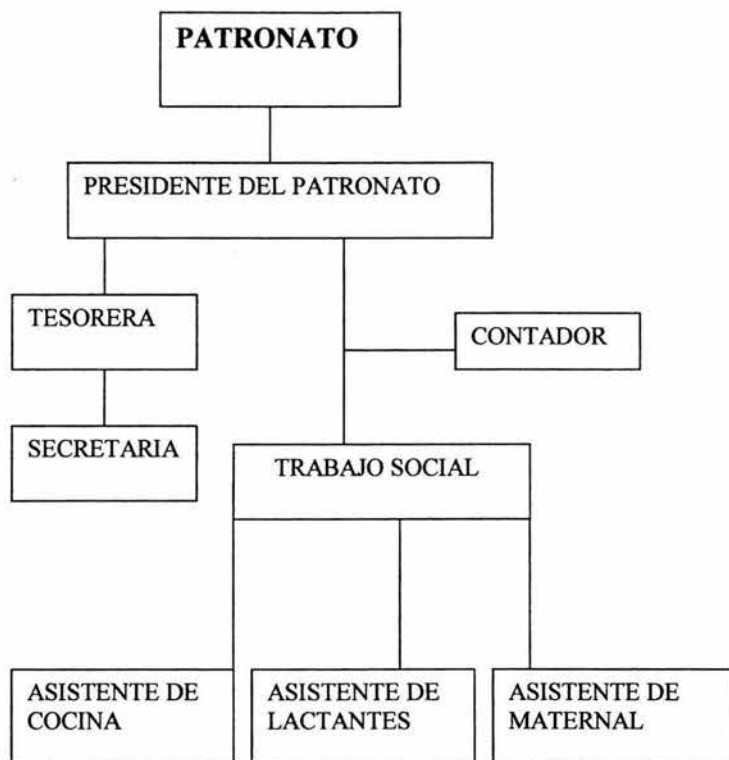 PATRONATO
PRESIDENTE DEL PATRONATO
TESORERA
CONTADOR
SECRETARIA
TRABAJO SOCIAL
ASISTENTE DE
COCINA
ASISTENTE DE
LACTANTES
ASISTENTE DE
MATERNAL